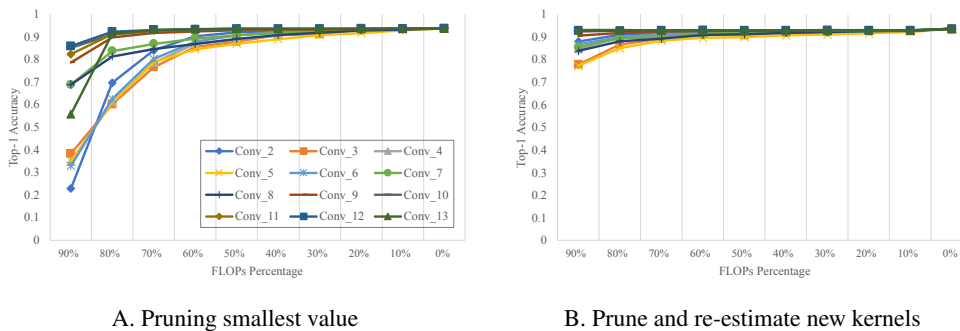 1
0.9
0.8
0.7
0.6
0.5
0.4
0.3
0.2
0.1
0
Top-1 Accuracy
Conv_2 Conv_3 Conv_4
Conv_5 Conv_6 Conv_7
Conv_8 Conv_9 Conv_10
Conv_11 Conv_12 Conv_13
90% 80% 70% 60% 50% 40% 30% 20% 10% 0%
FLOPs Percentage
A. Pruning smallest value
1
0.9
0.8
0.7
0.6
0.5
0.4
0.3
0.2
0.1
0
Top-1 Accuracy
90% 80% 70% 60% 50% 40% 30% 20% 10% 0%
FLOPs Percentage
B. Prune and re-estimate new kernels